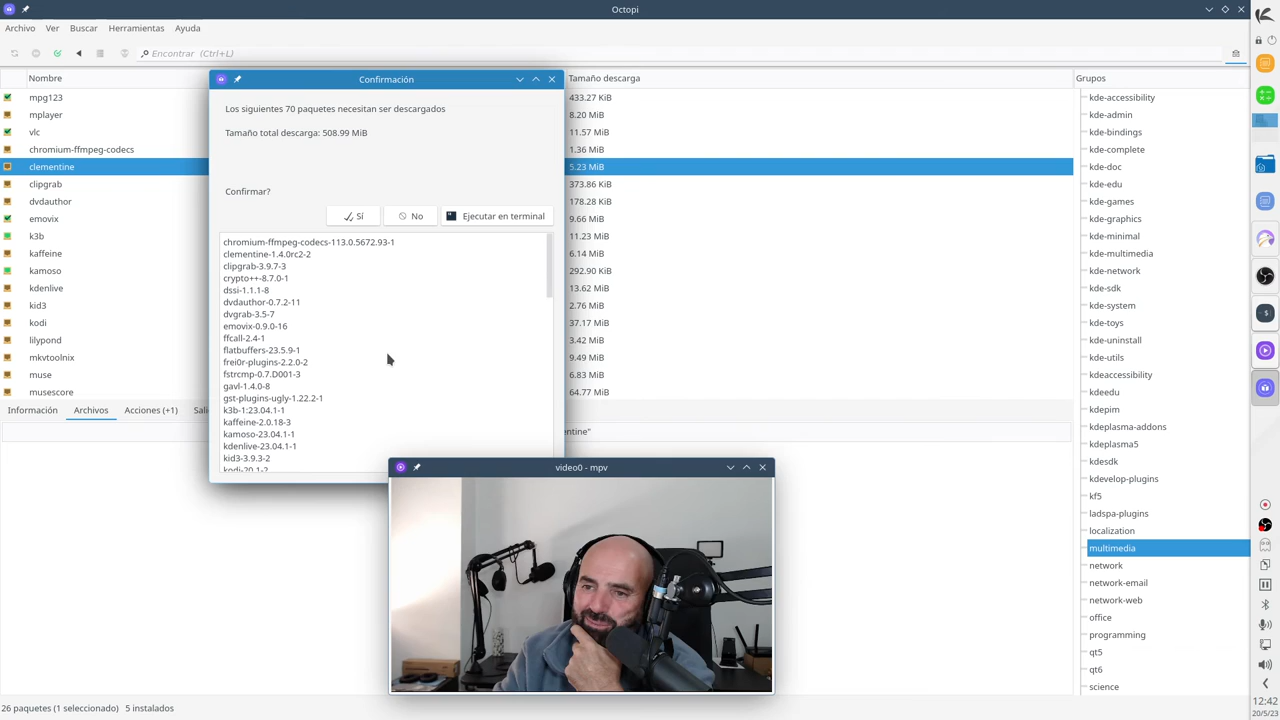 Octopi
Archivo Ver Buscar Herramientas Ayuda
Encontrar (Ctrl+L)
Nombre
Tamaño descarga
Grupos
mpg123
mplayer
vlc
chromium-ffmpeg-codecs
clementine
clipgrab
dvdauthor
emovix
k3b
kaffeine
kamoso
kdenlive
kid3
kodi
lilypond
mkvtoolnix
muse
musescore
Confirmación
Los siguientes 70 paquetes necesitan ser descargados
Tamaño total descarga: 508.99 MiB
Confirmar?
Sí
No
Ejecutar en terminal
chromium-ffmpeg-codecs-113.0.5672.93-1
clementine-1.4.0rc2-2
clipgrab-3.9.7-3
crypto++-8.7.0-1
dssi-1.1.1-8
dvdauthor-0.7.2-11
dvgrab-3.5-7
emovix-0.9.0-16
ffcall-2.4-1
flatbuffers-23.5.9-1
frei0r-plugins-2.2.0-2
fstrcmp-0.7.D001-3
gavl-1.4.0-8
gst-plugins-ugly-1.22.2-1
k3b-1:23.04.1-1
kaffeine-2.0.18-3
kamoso-23.04.1-1
kdenlive-23.04.1-1
kid3-3.9.3-2
kodi-20.1-2
433.27 KiB
8.20 MiB
11.57 MiB
1.36 MiB
5.23 MiB
373.86 KiB
178.28 KiB
9.66 MiB
11.23 MiB
6.14 MiB
292.90 KiB
13.62 MiB
2.76 MiB
37.17 MiB
3.42 MiB
9.49 MiB
6.83 MiB
64.77 MiB
kde-accessibility
kde-admin
kde-bindings
kde-complete
kde-doc
kde-edu
kde-games
kde-graphics
kde-minimal
kde-multimedia
kde-network
kde-sdk
kde-system
kde-toys
kde-uninstall
kde-utils
kdeaccessibility
kdeedu
kdepim
kdeplasma-addons
kdeplasma5
kdesdk
kdevelop-plugins
kf5
ladspa-plugins
localization
multimedia
network
network-email
network-web
office
programming
qt5
qt6
science
Información
Archivos
Acciones (+1)
Sali
entine"
video0 - mpv
26 paquetes (1 seleccionado) 5 instalados
12:42
20/5/23